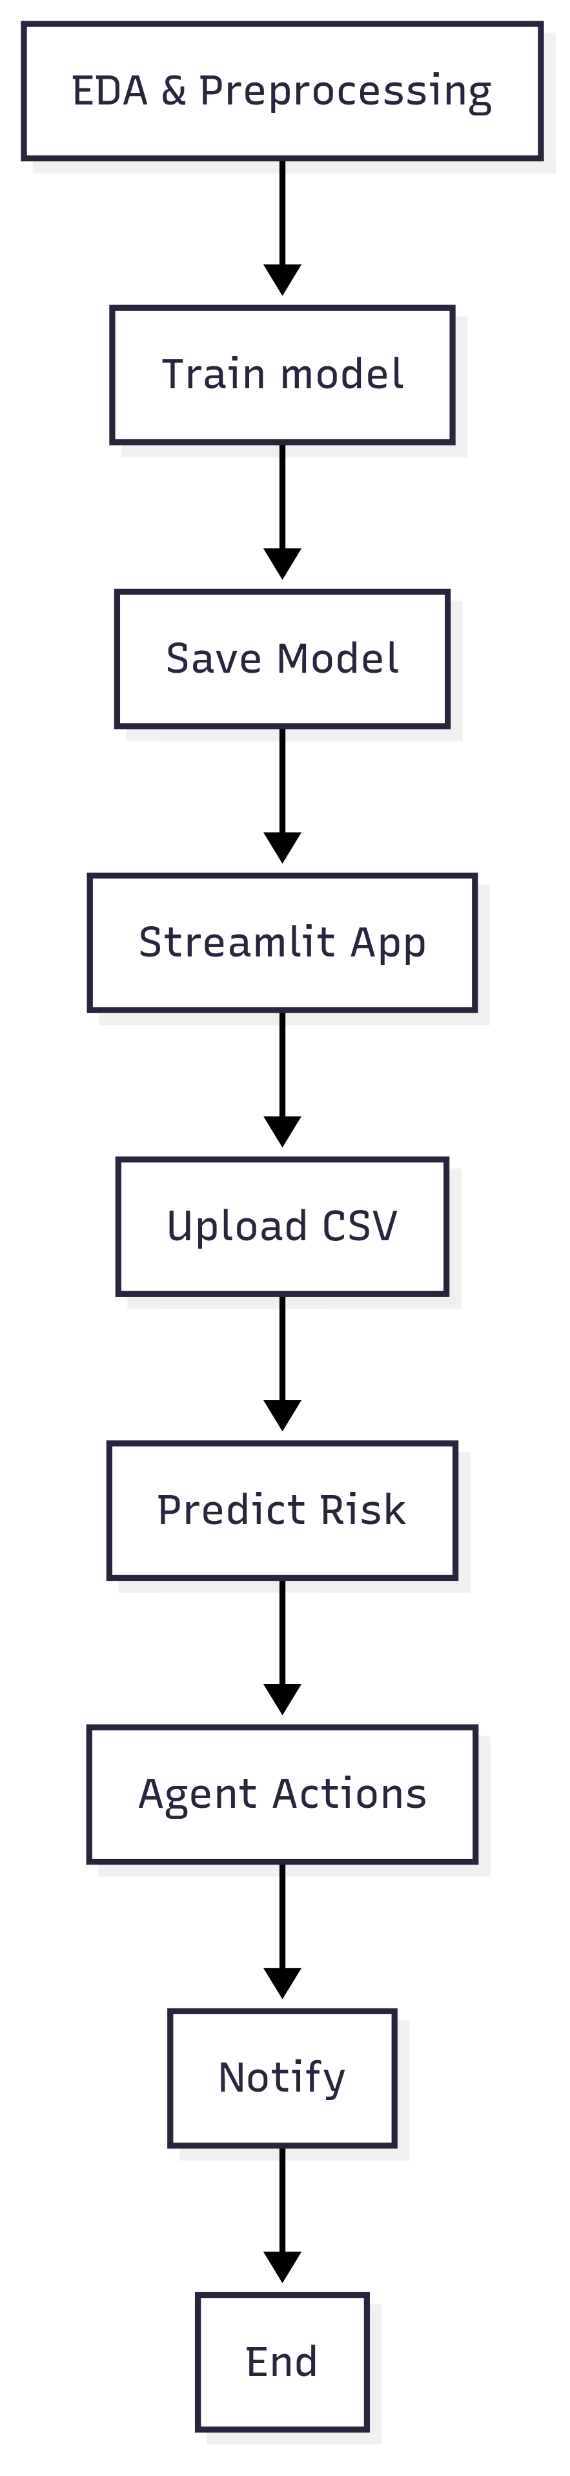 EDA & Preprocessing
Train model
Save Model
Streamlit App
Upload CSV
Predict Risk
Agent Actions
Notify
End